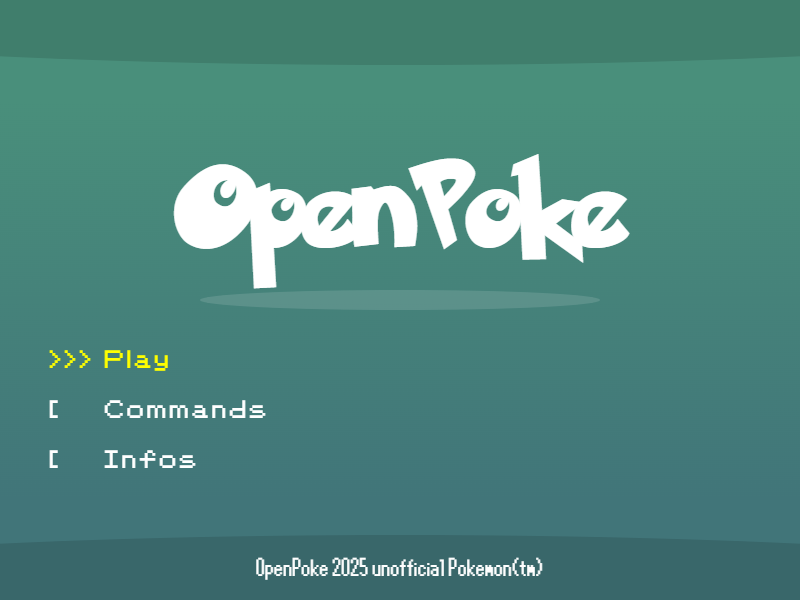 OpenPoke
>>> Play
[ Commands
[ Infos
OpenPoke 2025 unofficial Pokemon(tm)